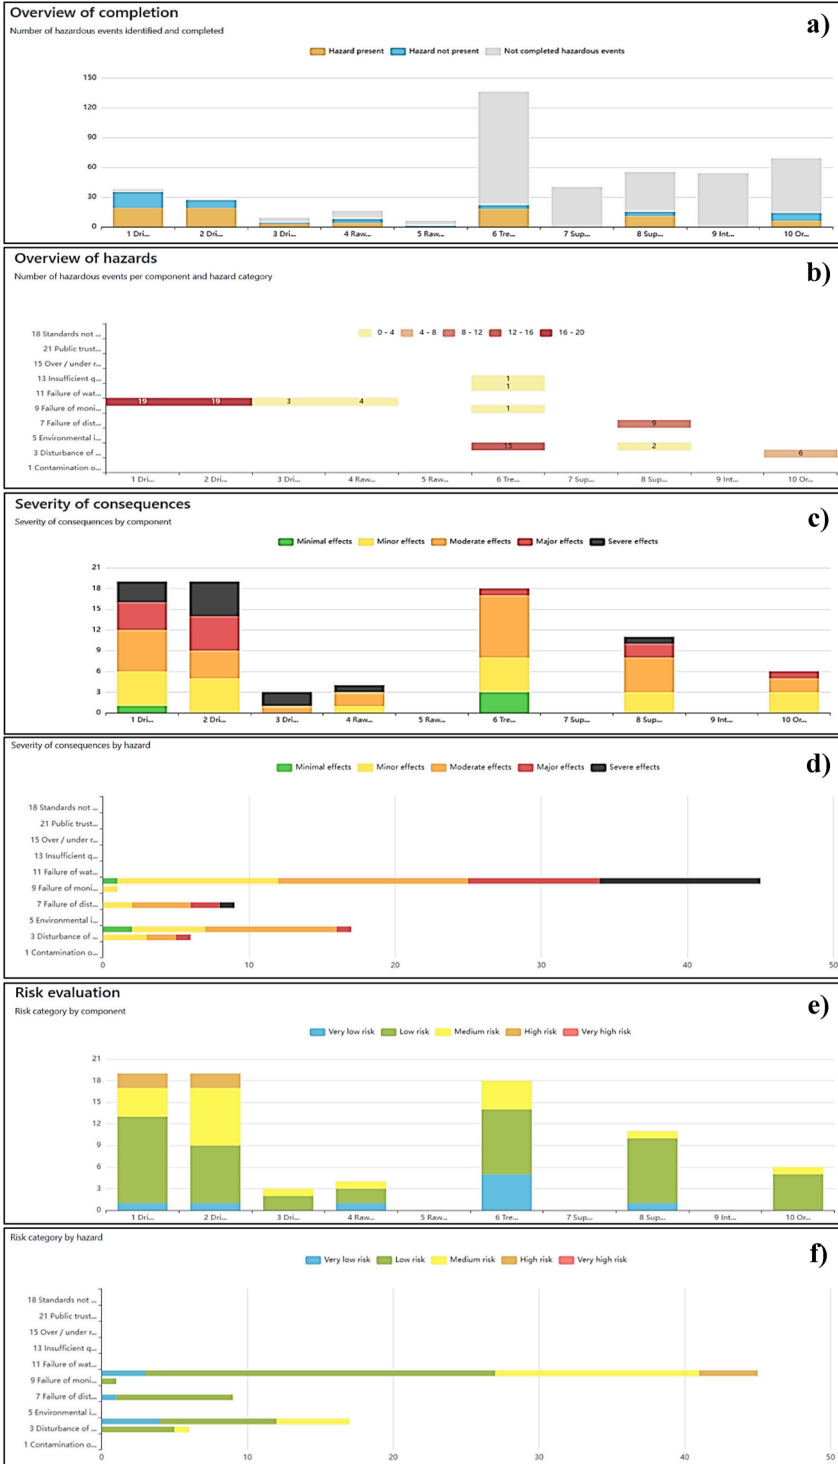 Overview of completion
a)
Number of hazardous events identified and completed
Hazard present Hazard not present Not completed hazardous events
150
120
90
60
30
0
1 Dri... 2 Dri... 3 Dri... 4 Raw... 5 Raw... 6 Tre... 7 Sup... 8 Sup... 9 Int... 10 Or...
Overview of hazards
b)
Number of hazardous events per component and hazard category
0 - 4 4 - 8 8 - 12 12 - 16 16 - 20
18 Standards not ...
21 Public trust...
15 Over / under r...
13 Insufficient q... 1
11 Failure of wat... 1
19 19 3 4
9 Failure of moni... 1
7 Failure of dist... 9
5 Environmental i...
15 2
3 Disturbance of ... 6
1 Contamination o...
1 Dri... 2 Dri... 3 Dri... 4 Raw... 5 Raw... 6 Tre... 7 Sup... 8 Sup... 9 Int... 10 Or...
Severity of consequences
c)
Severity of consequences by component
Minimal effects Minor effects Moderate effects Major effects Severe effects
21
18
15
12
9
6
3
0
1 Dri... 2 Dri... 3 Dri... 4 Raw... 5 Raw... 6 Tre... 7 Sup... 8 Sup... 9 Int... 10 Or...
Severity of consequences by hazard
d)
Minimal effects Minor effects Moderate effects Major effects Severe effects
18 Standards not ...
21 Public trust...
15 Over / under r...
13 Insufficient q...
11 Failure of wat...
9 Failure of moni...
7 Failure of dist...
5 Environmental i...
3 Disturbance of ...
1 Contamination o...
0 10 20 30 40 50
Risk evaluation
e)
Risk category by component
Very low risk Low risk Medium risk High risk Very high risk
21
18
15
12
9
6
3
0
1 Dri... 2 Dri... 3 Dri... 4 Raw... 5 Raw... 6 Tre... 7 Sup... 8 Sup... 9 Int... 10 Or...
Risk category by hazard
f)
Very low risk Low risk Medium risk High risk Very high risk
18 Standards not ...
21 Public trust...
15 Over / under r...
13 Insufficient q...
11 Failure of wat...
9 Failure of moni...
7 Failure of dist...
5 Environmental i...
3 Disturbance of ...
1 Contamination o...
0 10 20 30 40 50